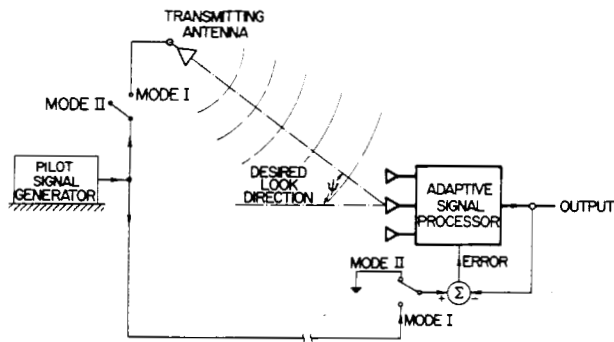 TRANSMITTING
ANTENNA
MODE I
MODE II
PILOT
SIGNAL
GENERATOR
DESIRED
LOOK
DIRECTION
ψ
ADAPTIVE
SIGNAL
PROCESSOR
OUTPUT
ERROR
MODE II
+ Σ −
MODE I